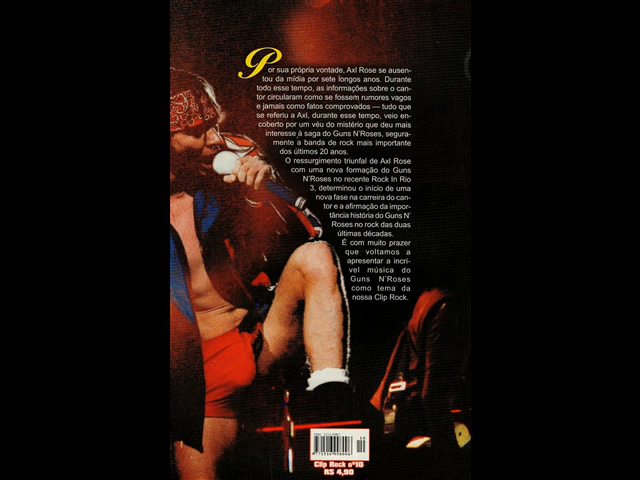 Por sua própria vontade, Axl Rose se ausen-
tou da mídia por sete longos anos. Durante
todo esse tempo, as informações sobre o can-
tor circularam como se fossem rumores vagos
e jamais como fatos comprovados — tudo que
se referiu a Axl, durante esse tempo, veio en-
coberto por um véu do mistério que deu mais
interesse à saga do Guns N'Roses, segura-
mente a banda de rock mais importante
dos últimos 20 anos.
O ressurgimento triunfal de Axl Rose
com uma nova formação do Guns
N'Roses no recente Rock In Rio
3, determinou o início de uma
nova fase na carreira do can-
tor e a afirmação da impor-
tância história do Guns N'
Roses no rock das duas
últimas décadas.
É com muito prazer
que voltamos a
apresentar a incrí-
vel música do
Guns N'Roses
como tema da
nossa Clip Rock.
Clip Rock nº10
R$ 4,90